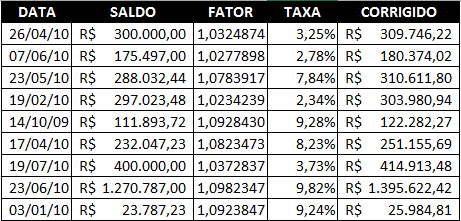 DATA SALDO FATOR TAXA CORRIGIDO
26/04/10 R$ 300.000,00 1,0324874 3,25% R$ 309.746,22
07/06/10 R$ 175.497,00 1,0277898 2,78% R$ 180.374,02
23/05/10 R$ 288.032,44 1,0783917 7,84% R$ 310.611,80
19/02/10 R$ 297.023,48 1,0234239 2,34% R$ 303.980,94
14/10/09 R$ 111.893,72 1,0928430 9,28% R$ 122.282,27
17/04/10 R$ 232.047,23 1,0823473 8,23% R$ 251.155,69
19/07/10 R$ 400.000,00 1,0372837 3,73% R$ 414.913,48
23/06/10 R$ 1.270.787,00 1,0982347 9,82% R$ 1.395.622,42
03/01/10 R$ 23.787,23 1,0923847 9,24% R$ 25.984,81